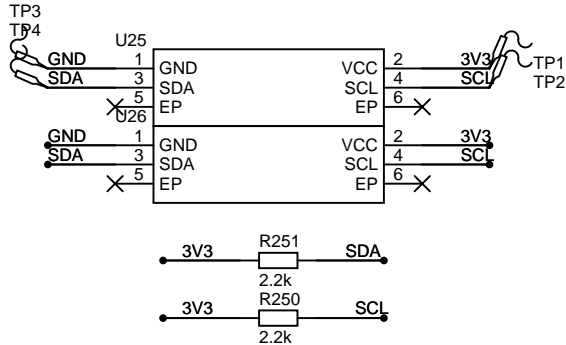 TP3
TP4
U25
GND 1 GND VCC 2 3V3
SDA 3 SDA SCL 4 SCL
5 EP EP 6
TP1
TP2
U26
GND 1 GND VCC 2 3V3
SDA 3 SDA SCL 4 SCL
5 EP EP 6
R251
3V3 SDA
2.2k
R250
3V3 SCL
2.2k